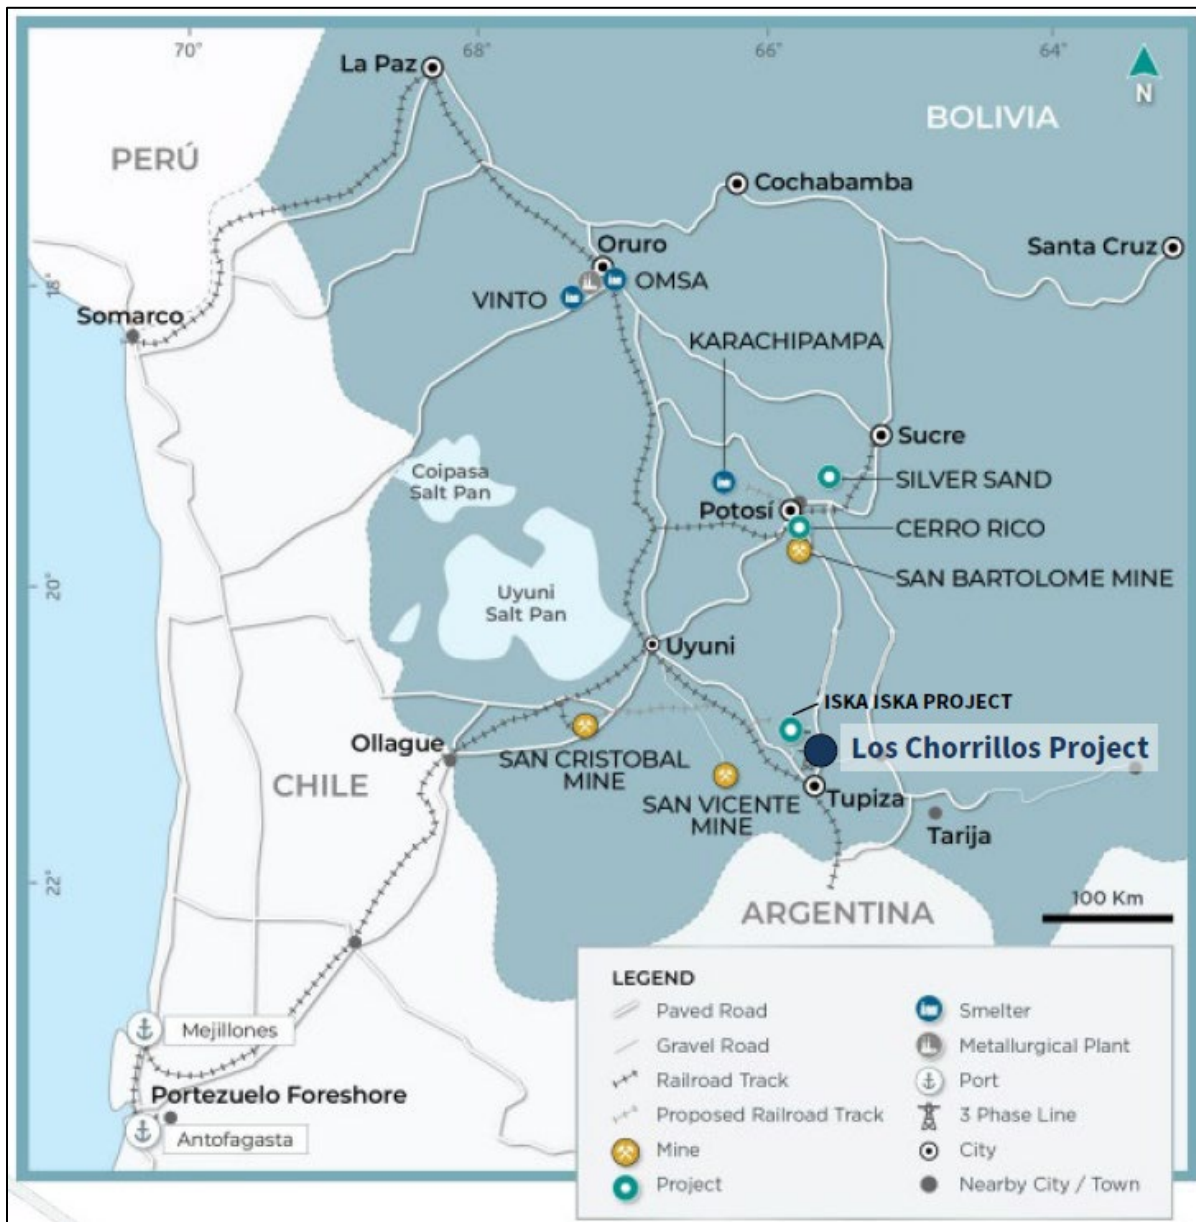 70°
68°
66°
64°
La Paz
N
BOLIVIA
PERÚ
Cochabamba
Oruro
Santa Cruz
OMSA
VINTO
18°
Somarco
KARACHIPAMPA
Sucre
Coipasa
Salt Pan
SILVER SAND
Potosí
CERRO RICO
SAN BARTOLOME MINE
20°
Uyuni
Salt Pan
Uyuni
ISKA ISKA PROJECT
Los Chorrillos Project
Ollague
SAN CRISTOBAL
MINE
CHILE
SAN VICENTE
MINE
Tupiza
Tarija
22°
ARGENTINA
100 Km
LEGEND
Paved Road
Gravel Road
Railroad Track
Proposed Railroad Track
Mine
Project
Smelter
Metallurgical Plant
Port
3 Phase Line
City
Nearby City / Town
Mejillones
Portezuelo Foreshore
Antofagasta